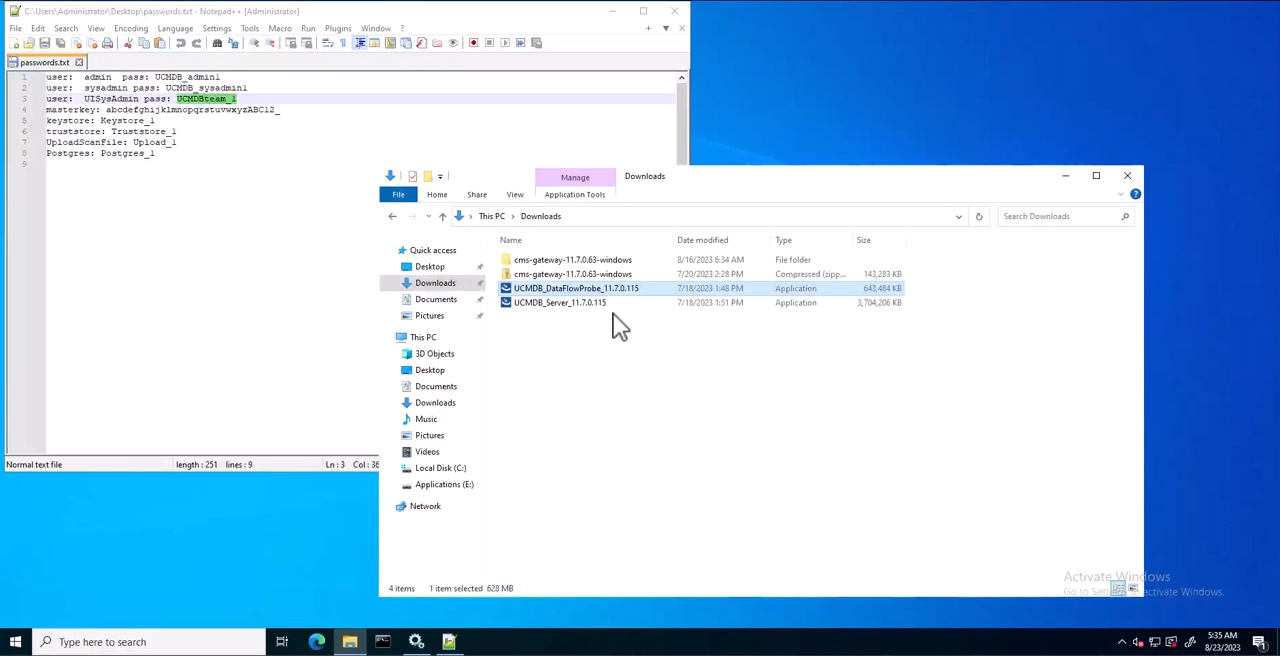 C:\Users\Administrator\Desktop\passwords.txt - Notepad++ [Administrator]
File Edit Search View Encoding Language Settings Tools Macro Run Plugins Window ?
passwords.txt
1 user: admin pass: UCMDB_admin1
2 user: sysadmin pass: UCMDB_sysadmin1
3 user: UISysAdmin pass: UCMDBteam_1
4 masterkey: abcdefghijklmnopqrstuvwxyzABC12_
5 keystore: Keystore_1
6 truststore: Truststore_1
7 UploadScanFile: Upload_1
8 Postgres: Postgres_1
9
Normal text file length : 251 lines : 9 Ln : 3 Col : 36
Manage Downloads
File Home Share View Application Tools
This PC > Downloads Search Downloads
Name Date modified Type Size
cms-gateway-11.7.0.63-windows 8/16/2023 6:34 AM File folder
cms-gateway-11.7.0.63-windows 7/20/2023 2:28 PM Compressed (zipp... 143,283 KB
UCMDB_DataFlowProbe_11.7.0.115 7/18/2023 1:48 PM Application 643,484 KB
UCMDB_Server_11.7.0.115 7/18/2023 1:51 PM Application 3,704,206 KB
Quick access
Desktop
Downloads
Documents
Pictures
This PC
3D Objects
Desktop
Documents
Downloads
Music
Pictures
Videos
Local Disk (C:)
Applications (E:)
Network
4 items 1 item selected 628 MB
Activate Windows
Go to Settings to activate Windows.
Type here to search
5:35 AM
8/23/2023